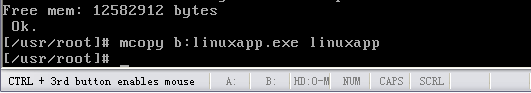 Free mem: 12582912 bytes
Ok.
[/usr/root]# mcopy b:linuxapp.exe linuxapp
[/usr/root]# _
CTRL + 3rd button enables mouse A: B: HD:0-M NUM CAPS SCRL